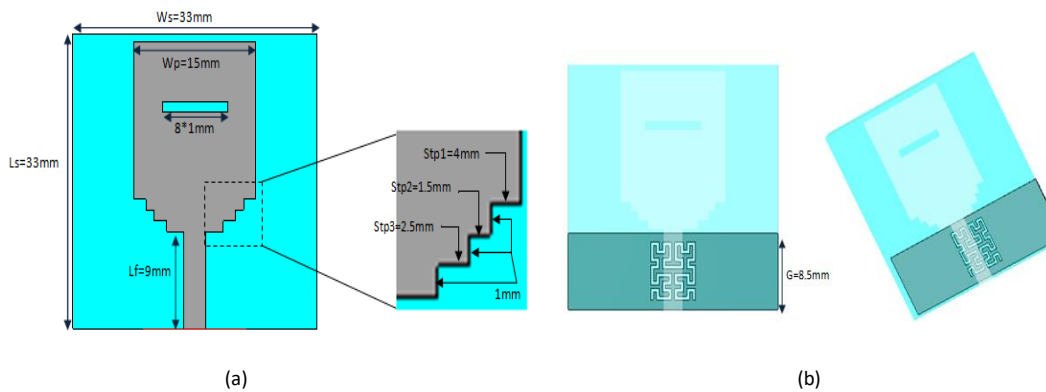 Ws=33mm
Wp=15mm
8*1mm
Ls=33mm
Lf=9mm
Stp1=4mm
Stp2=1.5mm
Stp3=2.5mm
1mm
G=8.5mm
(a)
(b)